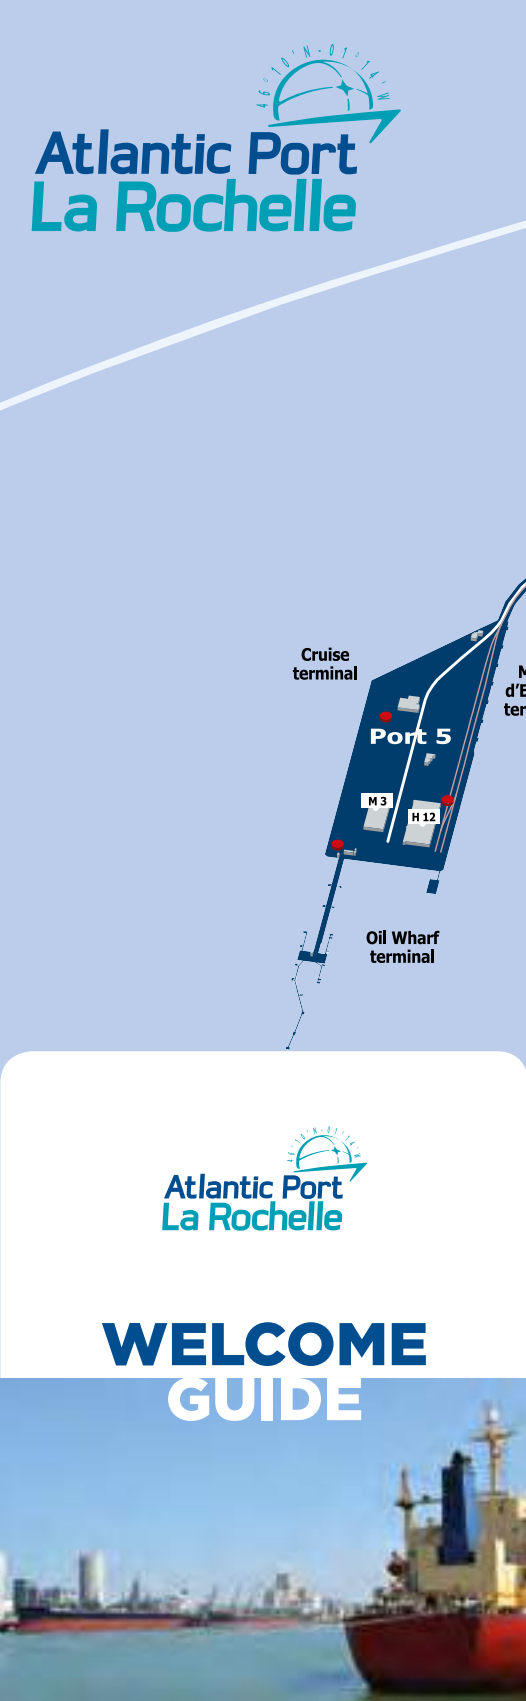 46°10'N-01°14'W
Atlantic Port
La Rochelle
Cruise
terminal
M
d'E
ter
Port 5
M 3
H 12
Oil Wharf
terminal
46°10'N-01°14'W
Atlantic Port
La Rochelle
WELCOME
GUIDE